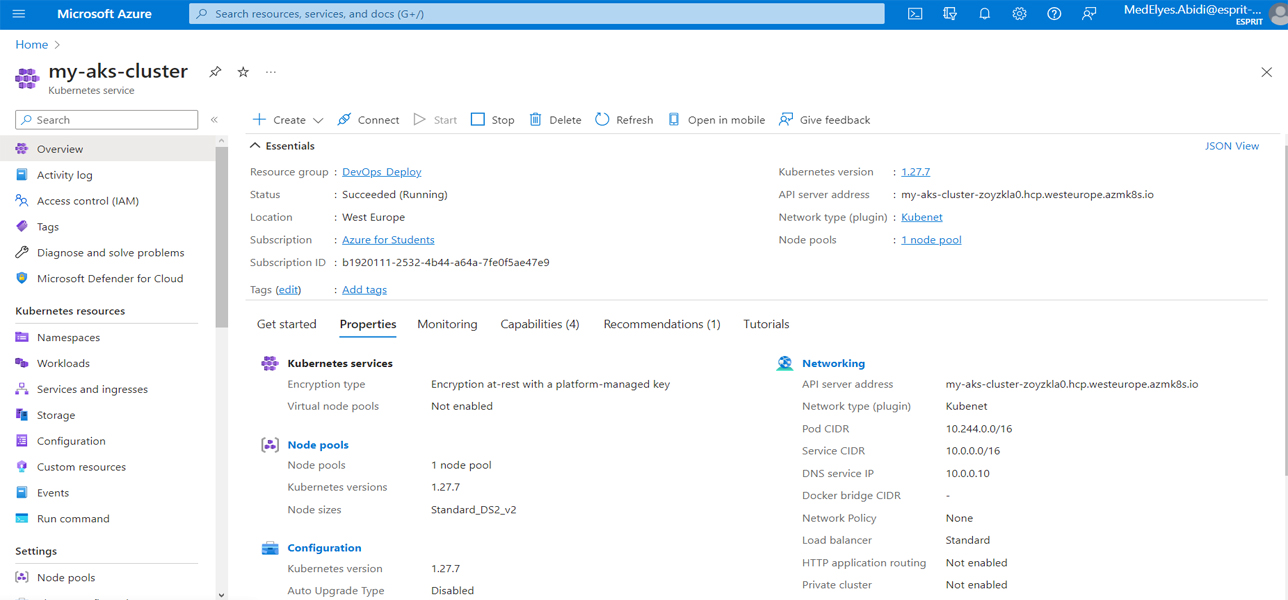 Microsoft Azure
Search resources, services, and docs (G+/)
MedElyes.Abidi@esprit-...
ESPRIT
Home
my-aks-cluster
Kubernetes service
Search
Overview
Activity log
Access control (IAM)
Tags
Diagnose and solve problems
Microsoft Defender for Cloud
Kubernetes resources
Namespaces
Workloads
Services and ingresses
Storage
Configuration
Custom resources
Events
Run command
Settings
Node pools
Create Connect Start Stop Delete Refresh Open in mobile Give feedback
Essentials
JSON View
Resource group : DevOps_Deploy
Status : Succeeded (Running)
Location : West Europe
Subscription : Azure for Students
Subscription ID : b1920111-2532-4b44-a64a-7fe0f5ae47e9
Tags (edit) : Add tags
Kubernetes version : 1.27.7
API server address : my-aks-cluster-zoyzkla0.hcp.westeurope.azmk8s.io
Network type (plugin) : Kubenet
Node pools : 1 node pool
Get started Properties Monitoring Capabilities (4) Recommendations (1) Tutorials
Kubernetes services
Encryption type Encryption at-rest with a platform-managed key
Virtual node pools Not enabled
Node pools
Node pools 1 node pool
Kubernetes versions 1.27.7
Node sizes Standard_DS2_v2
Configuration
Kubernetes version 1.27.7
Auto Upgrade Type Disabled
Networking
API server address my-aks-cluster-zoyzkla0.hcp.westeurope.azmk8s.io
Network type (plugin) Kubenet
Pod CIDR 10.244.0.0/16
Service CIDR 10.0.0.0/16
DNS service IP 10.0.0.10
Docker bridge CIDR -
Network Policy None
Load balancer Standard
HTTP application routing Not enabled
Private cluster Not enabled